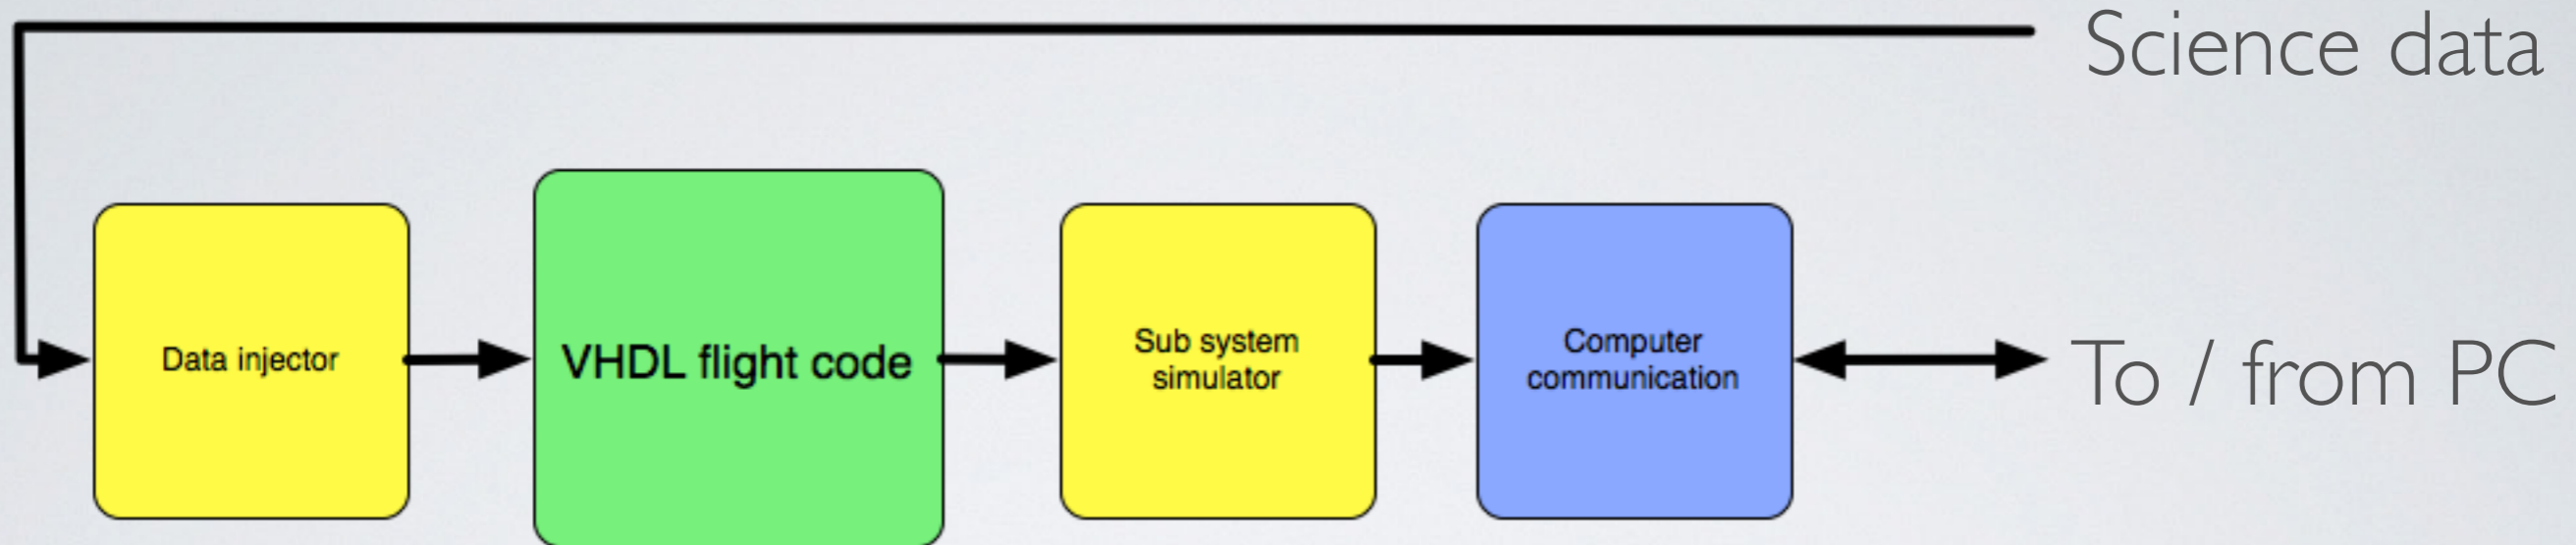 Science data
Data injector
VHDL flight code
Sub system
simulator
Computer
communication
To / from PC